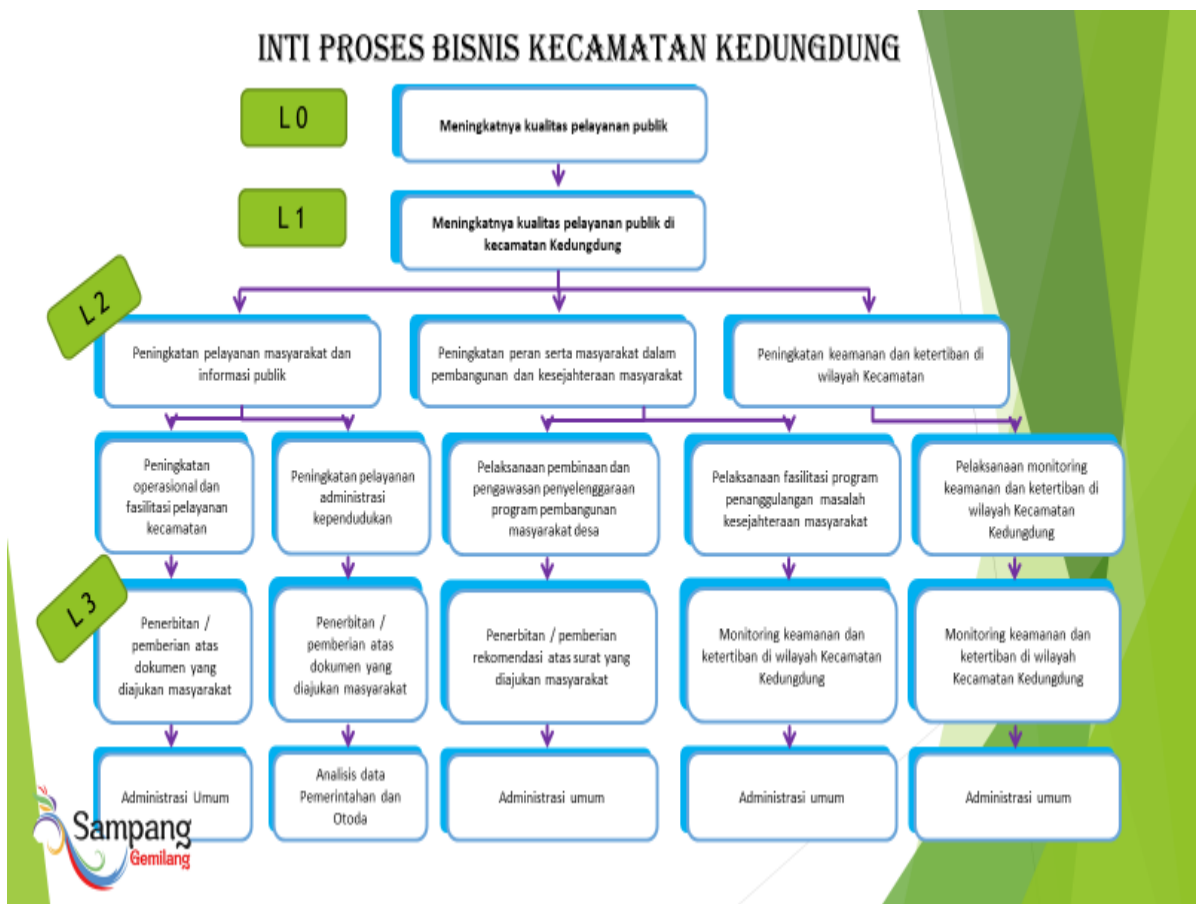 INTI PROSES BISNIS KECAMATAN KEDUNGDUNG
L 0
Meningkatnya kualitas pelayanan publik
L 1
Meningkatnya kualitas pelayanan publik di
kecamatan Kedungdung
L 2
Peningkatan pelayanan masyarakat dan
informasi publik
Peningkatan peran serta masyarakat dalam
pembangunan dan kesejahteraan masyarakat
Peningkatan keamanan dan ketertiban di
wilayah Kecamatan
Peningkatan
operasional dan
fasilitasi pelayanan
kecamatan
Peningkatan pelayanan
administrasi
kependudukan
Pelaksanaan pembinaan dan
pengawasan penyelenggaraan
program pembangunan
masyarakat desa
Pelaksanaan fasilitasi program
penanggulangan masalah
kesejahteraan masyarakat
Pelaksanaan monitoring
keamanan dan ketertiban di
wilayah Kecamatan
Kedungdung
L 3
Penerbitan /
pemberian atas
dokumen yang
diajukan masyarakat
Penerbitan /
pemberian atas
dokumen yang
diajukan masyarakat
Penerbitan / pemberian
rekomendasi atas surat yang
diajukan masyarakat
Monitoring keamanan dan
ketertiban di wilayah Kecamatan
Kedungdung
Monitoring keamanan dan
ketertiban di wilayah
Kecamatan Kedungdung
Administrasi Umum
Analisis data
Pemerintahan dan
Otoda
Administrasi umum
Administrasi umum
Administrasi umum
Sampang
Gemilang